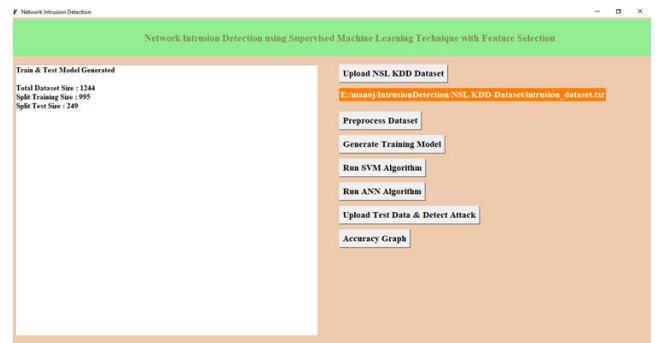 Network Intrusion Detection
Network Intrusion Detection using Supervised Machine Learning Technique with Feature Selection
Train & Test Model Generated
Total Dataset Size : 1244
Split Training Size : 995
Split Test Size : 249
Upload NSL KDD Dataset
E:/manoj/IntrusionDetection/NSL-KDD-Dataset/intrusion_dataset.txt
Preprocess Dataset
Generate Training Model
Run SVM Algorithm
Run ANN Algorithm
Upload Test Data & Detect Attack
Accuracy Graph